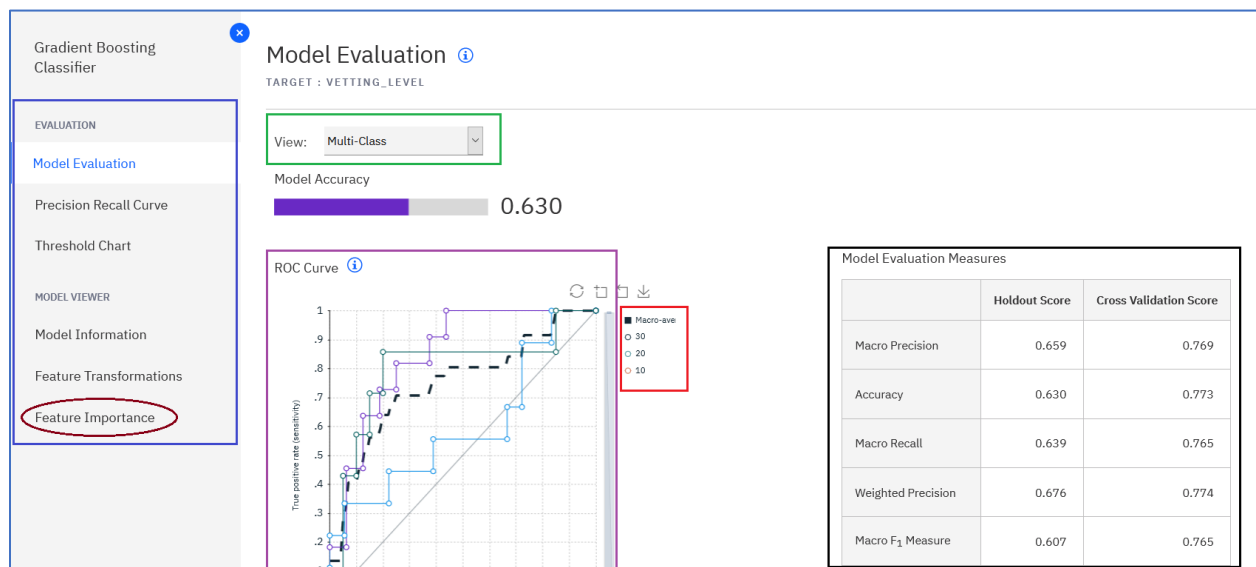 Gradient Boosting
Classifier
EVALUATION
Model Evaluation
Precision Recall Curve
Threshold Chart
MODEL VIEWER
Model Information
Feature Transformations
Feature Importance
Model Evaluation
TARGET : VETTING_LEVEL
View: Multi-Class
Model Accuracy
0.630
ROC Curve
True positive rate (sensitivity)
1
.9
.8
.7
.6
.5
.4
.3
.2
Macro-ave
30
20
10
Model Evaluation Measures
Holdout Score Cross Validation Score
Macro Precision 0.659 0.769
Accuracy 0.630 0.773
Macro Recall 0.639 0.765
Weighted Precision 0.676 0.774
Macro F₁ Measure 0.607 0.765